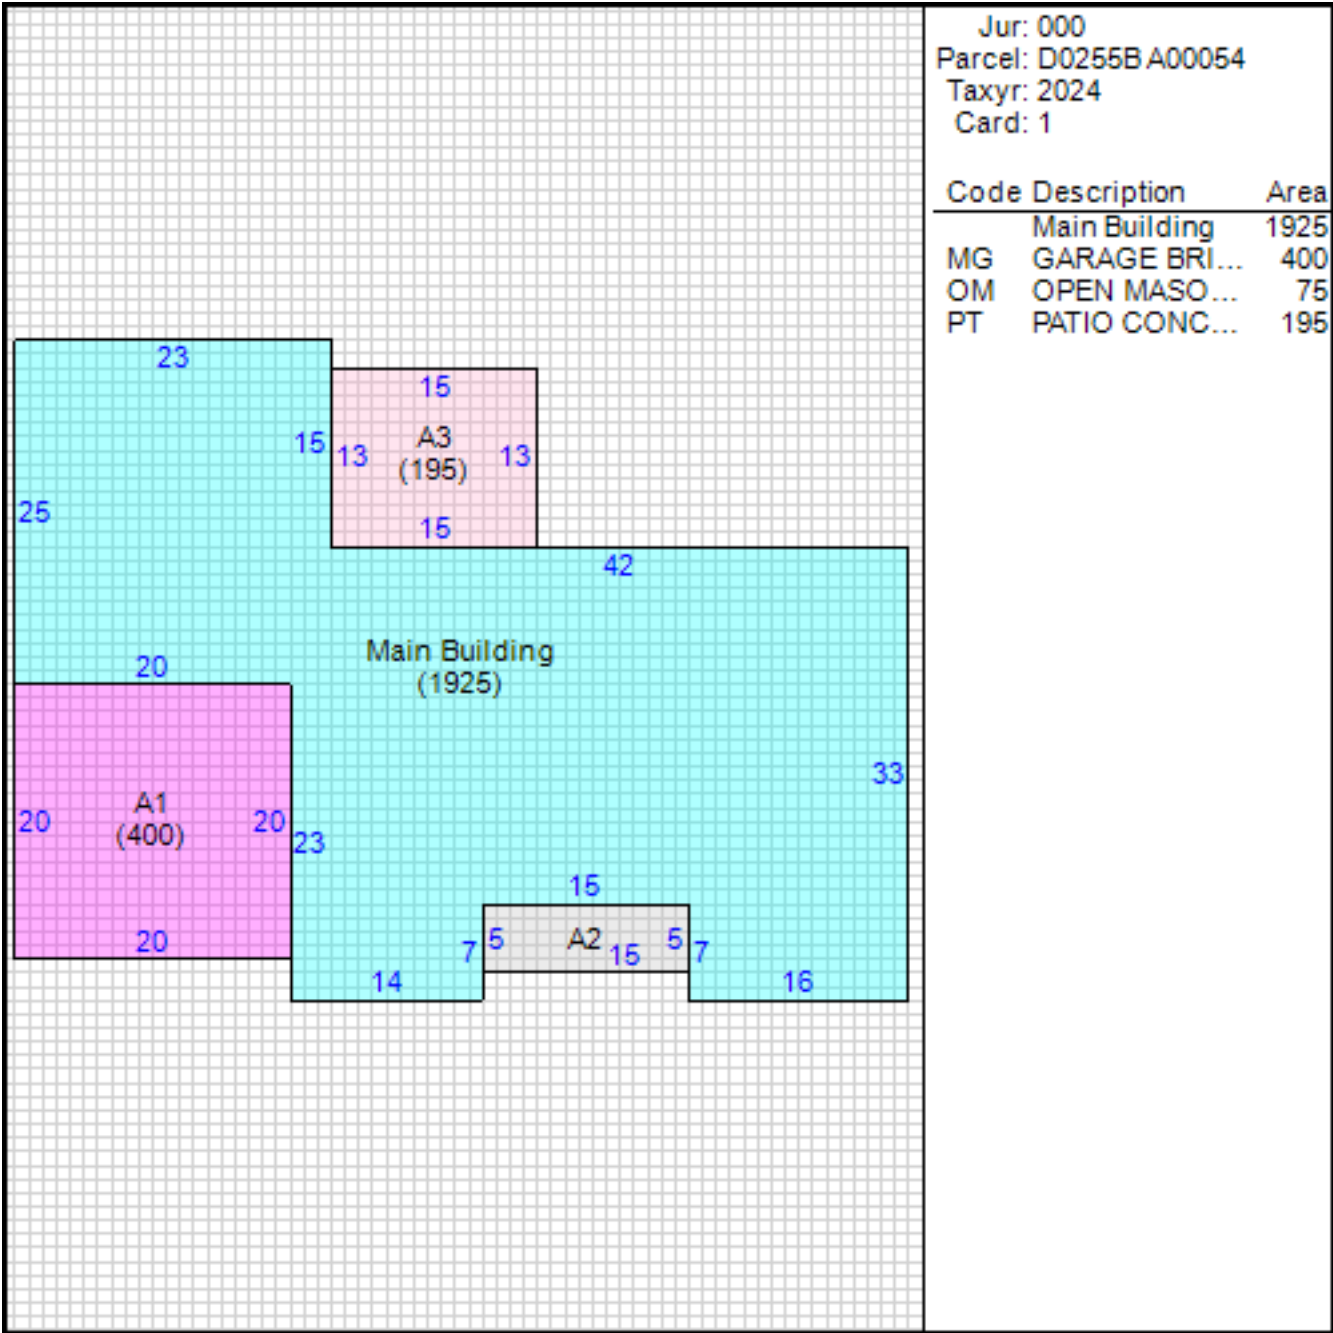 Jur: 000
Parcel: D0255B A00054
Taxyr: 2024
Card: 1
Code Description Area
Main Building 1925
MG GARAGE BRI... 400
OM OPEN MASO... 75
PT PATIO CONC... 195
23
15
15
A3
13 13
(195)
25
15
42
Main Building
(1925)
20
33
A1
(400)
20 20
23
15
20
A2
5 5
7 7
15
14
16